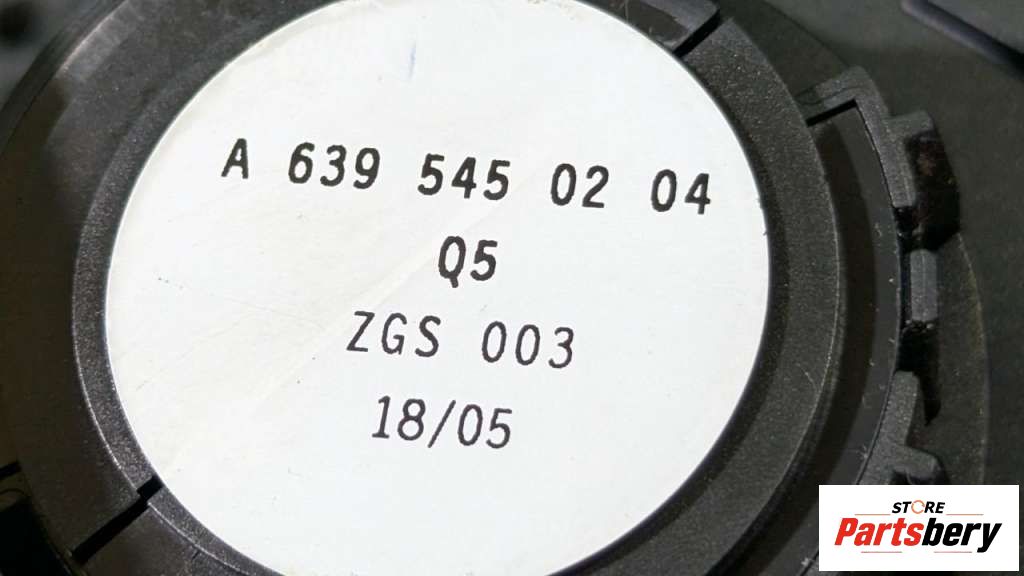 A 639 545 02 04
Q5
ZGS 003
18/05
STORE
Partsbery